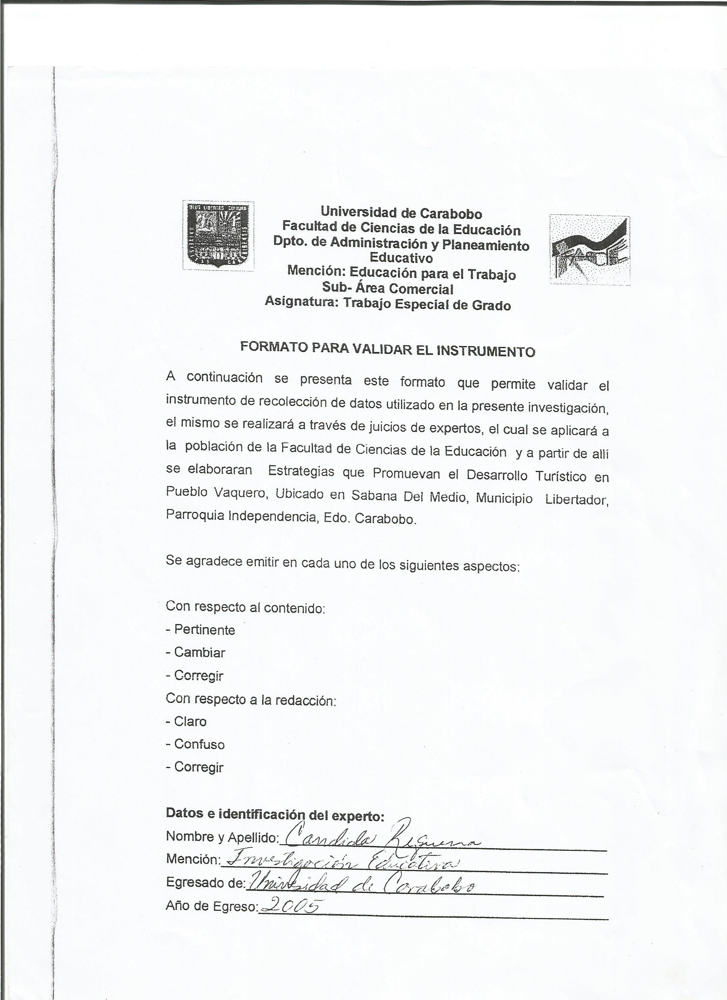 DEUS LIBERTAS CULTURA
Universidad de Carabobo
Facultad de Ciencias de la Educación
Dpto. de Administración y Planeamiento
Educativo
Mención: Educación para el Trabajo
Sub- Área Comercial
Asignatura: Trabajo Especial de Grado
FACE
FORMATO PARA VALIDAR EL INSTRUMENTO
A continuación se presenta este formato que permite validar el
instrumento de recolección de datos utilizado en la presente investigación,
el mismo se realizará a través de juicios de expertos, el cual se aplicará a
la población de la Facultad de Ciencias de la Educación y a partir de allí
se elaboraran Estrategias que Promuevan el Desarrollo Turístico en
Pueblo Vaquero, Ubicado en Sabana Del Medio, Municipio Libertador,
Parroquia Independencia, Edo. Carabobo.
Se agradece emitir en cada uno de los siguientes aspectos:
Con respecto al contenido:
- Pertinente
- Cambiar
- Corregir
Con respecto a la redacción:
- Claro
- Confuso
- Corregir
Datos e identificación del experto:
Nombre y Apellido: Candida Requena
Mención: Investigación Educativa
Egresado de: Universidad de Carabobo
Año de Egreso: 2005